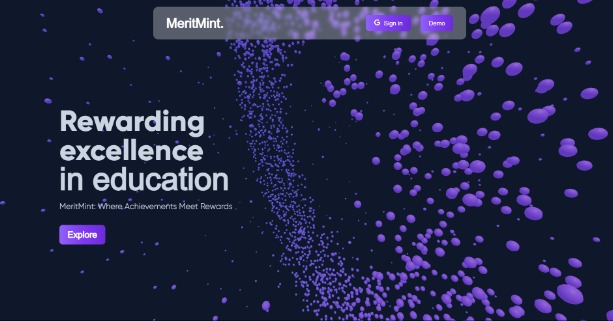 MeritMint.
G Sign in
Demo
Rewarding
excellence
in education
MeritMint: Where Achievements Meet Rewards
Explore